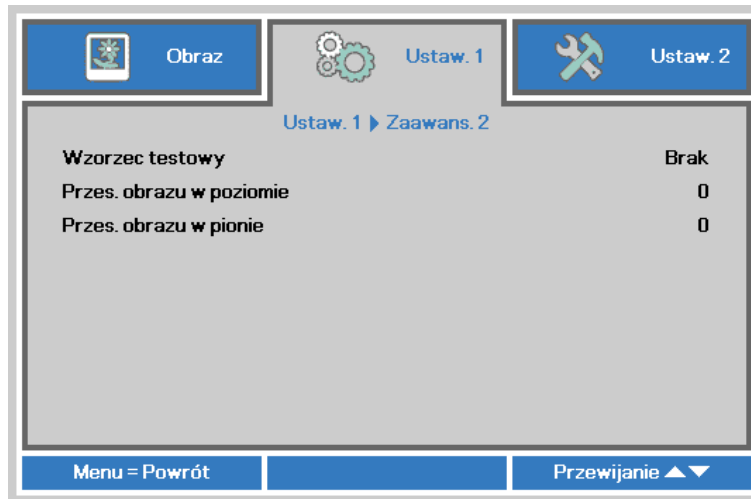 Obraz
Ustaw. 1
Ustaw. 2
Ustaw. 1 ▶ Zaawans. 2
Wzorzec testowy Brak
Przes. obrazu w poziomie 0
Przes. obrazu w pionie 0
Menu = Powrót
Przewijanie ▲▼